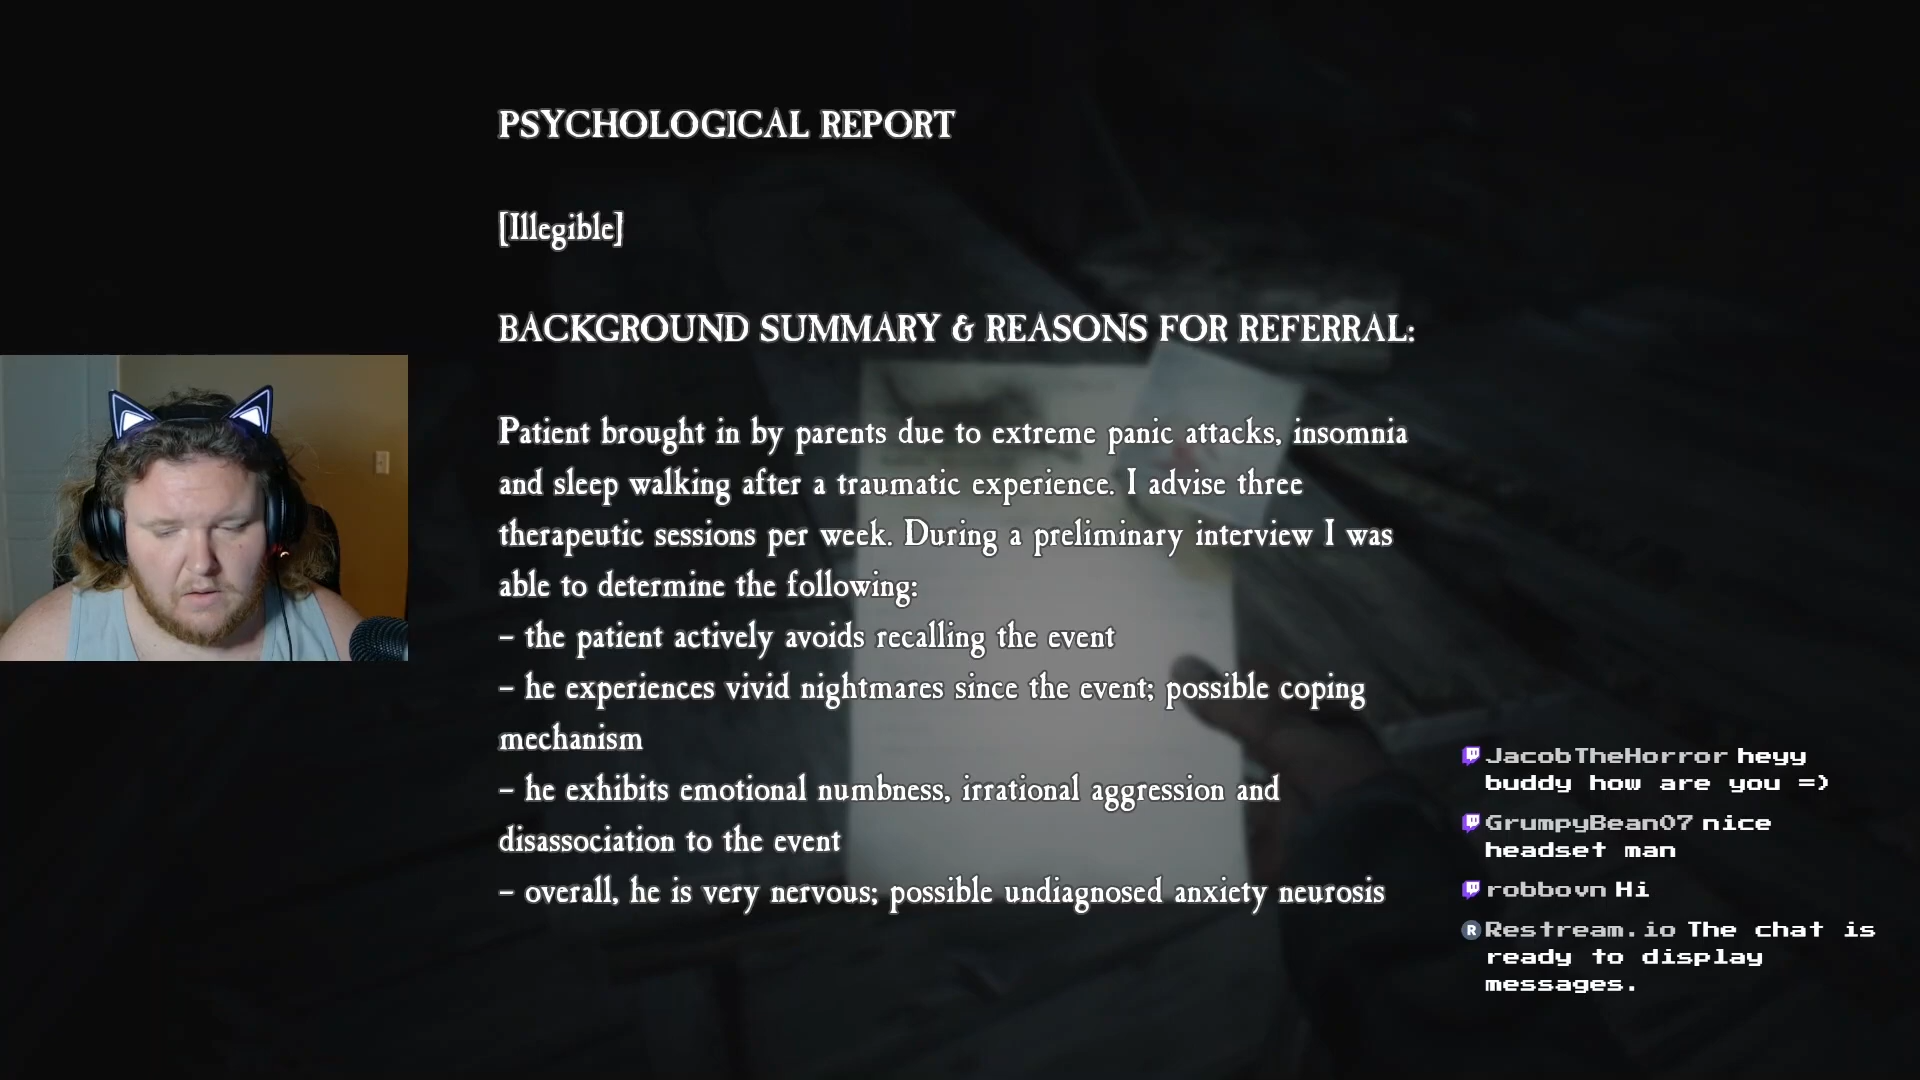 PSYCHOLOGICAL REPORT
[Illegible]
BACKGROUND SUMMARY & REASONS FOR REFERRAL:
Patient brought in by parents due to extreme panic attacks, insomnia
and sleep walking after a traumatic experience. I advise three
therapeutic sessions per week. During a preliminary interview I was
able to determine the following:
– the patient actively avoids recalling the event
– he experiences vivid nightmares since the event; possible coping
mechanism
– he exhibits emotional numbness, irrational aggression and
disassociation to the event
– overall, he is very nervous; possible undiagnosed anxiety neurosis
JacobTheHorror heyy
buddy how are you =)
GrumpyBean07 nice
headset man
robbovn Hi
R Restream.io The chat is
ready to display
messages.